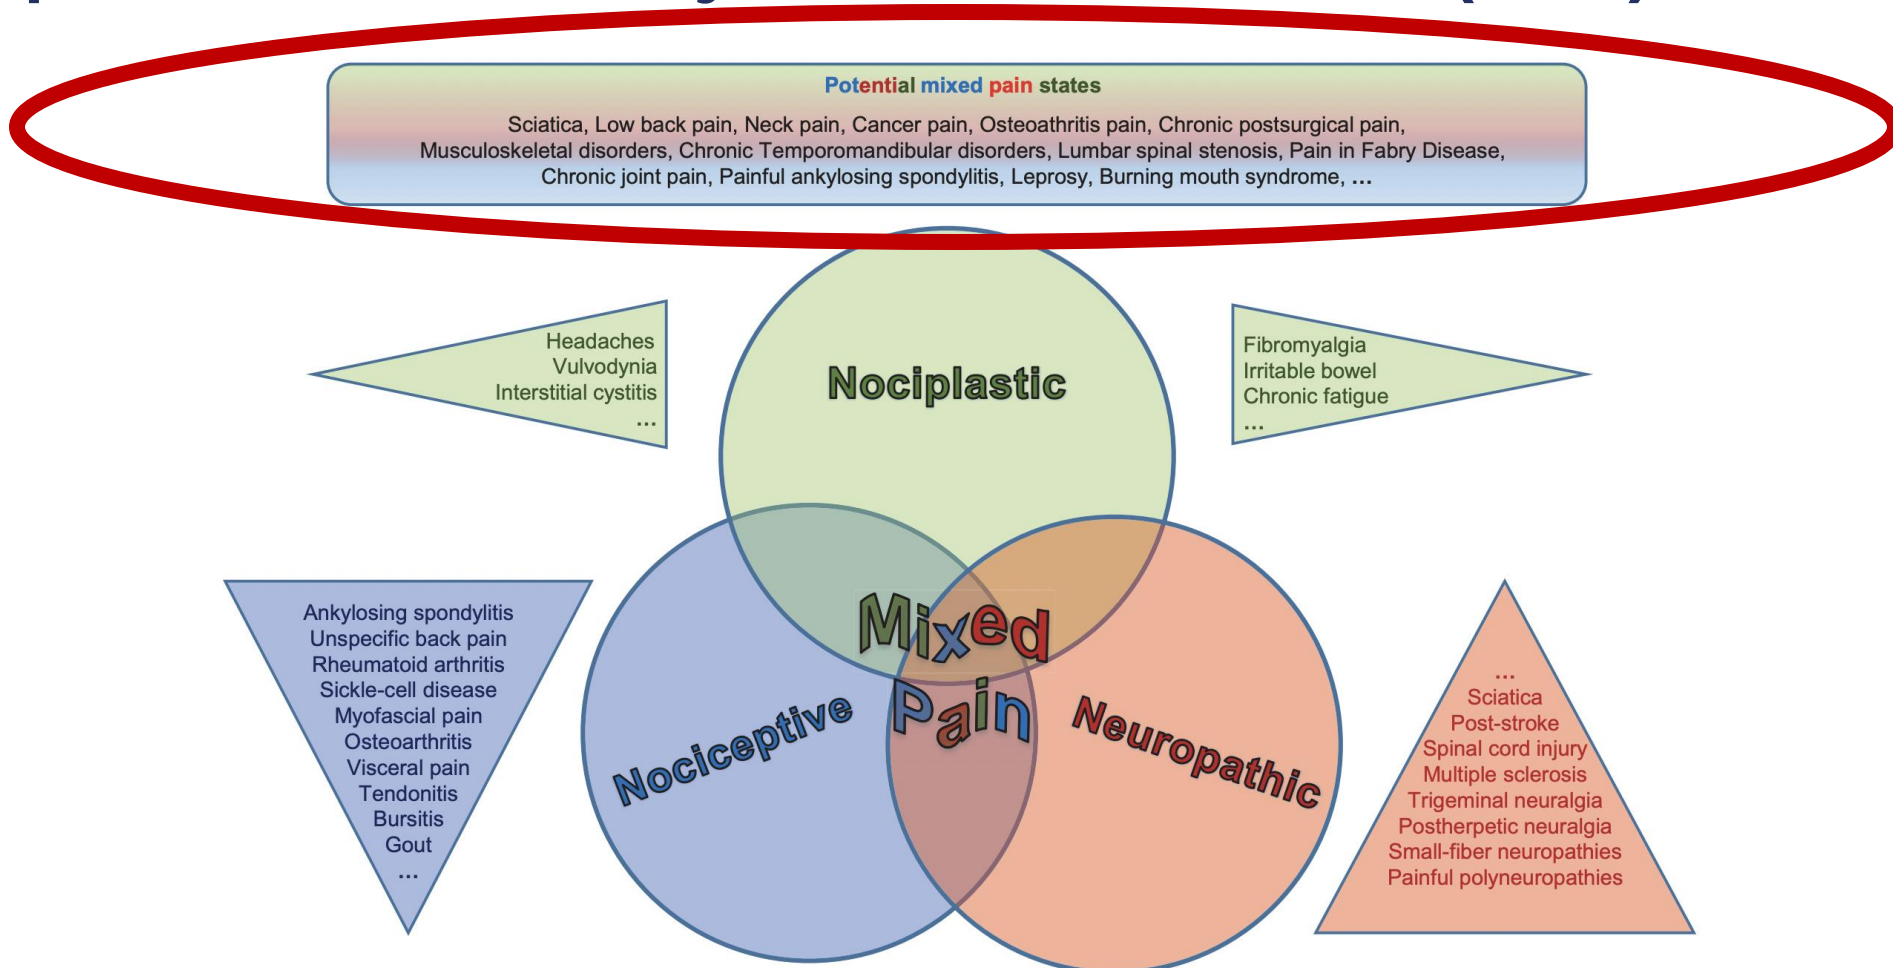 Potential mixed pain states
Sciatica, Low back pain, Neck pain, Cancer pain, Osteoathritis pain, Chronic postsurgical pain,
Musculoskeletal disorders, Chronic Temporomandibular disorders, Lumbar spinal stenosis, Pain in Fabry Disease,
Chronic joint pain, Painful ankylosing spondylitis, Leprosy, Burning mouth syndrome, ...
Headaches
Vulvodynia
Interstitial cystitis
...
Nociplastic
Fibromyalgia
Irritable bowel
Chronic fatigue
...
Ankylosing spondylitis
Unspecific back pain
Rheumatoid arthritis
Sickle-cell disease
Myofascial pain
Osteoarthritis
Visceral pain
Tendonitis
Bursitis
Gout
...
Mixed
Pain
Nociceptive
Neuropathic
...
Sciatica
Post-stroke
Spinal cord injury
Multiple sclerosis
Trigeminal neuralgia
Postherpetic neuralgia
Small-fiber neuropathies
Painful polyneuropathies